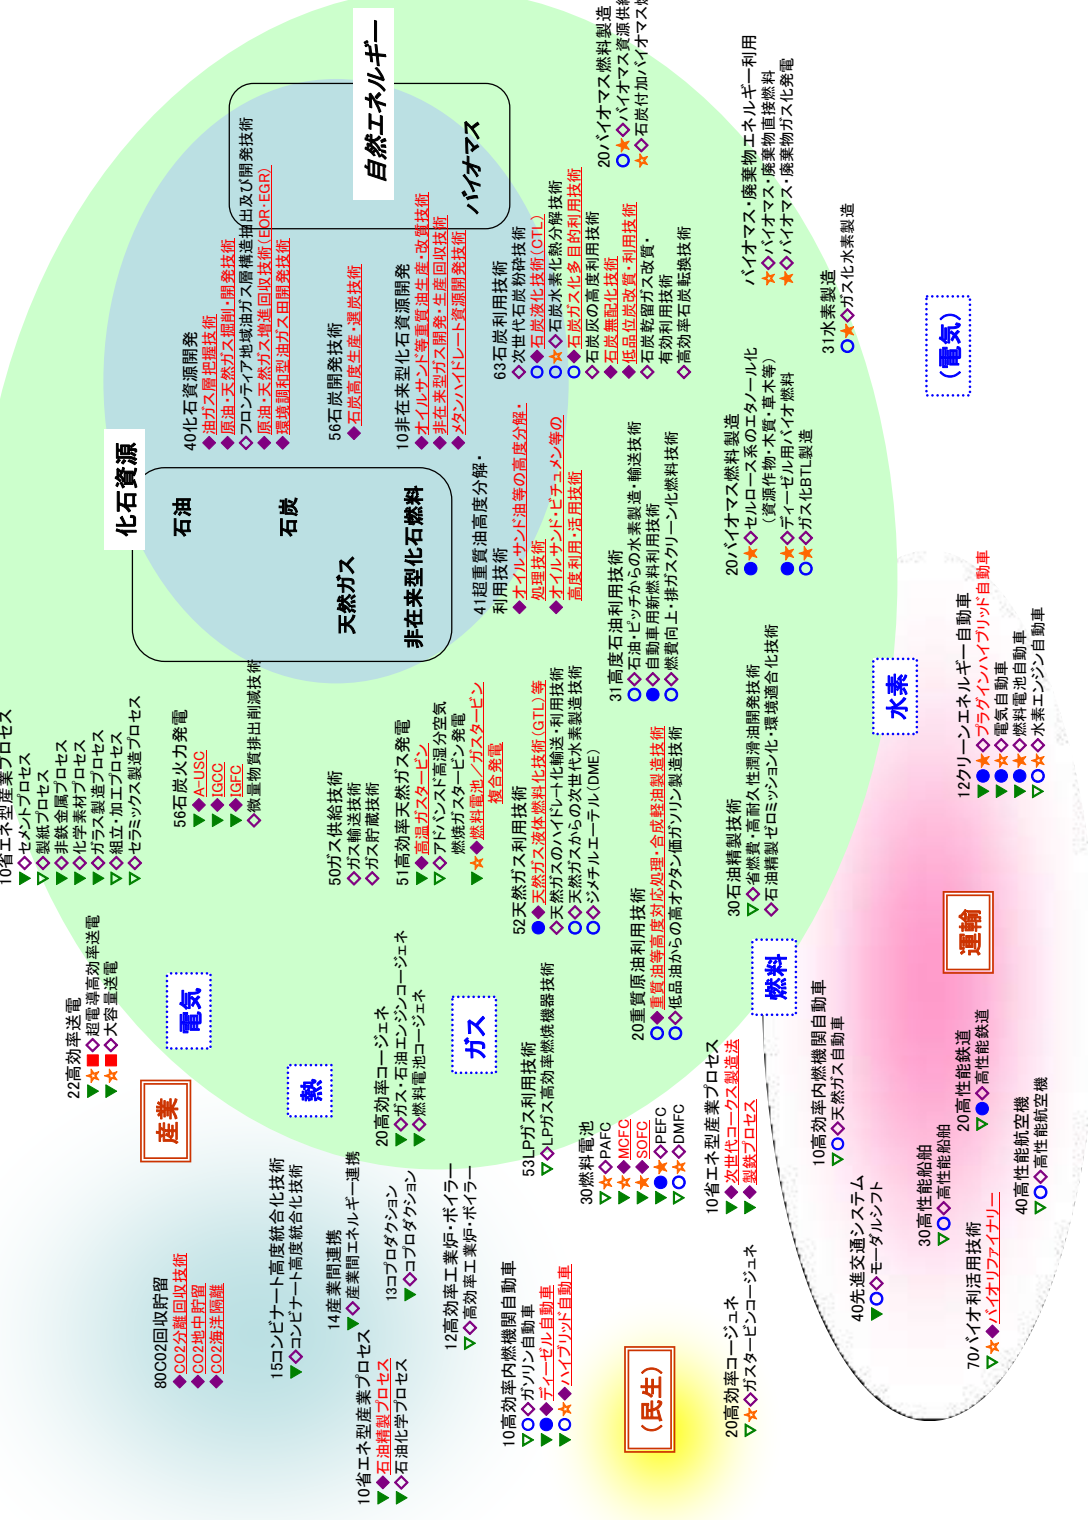 化石資源
石油
石炭
天然ガス
非在来型化石燃料
自然エネルギー
バイオマス
40化石資源開発
◆油ガス層把握技術
◆原油・天然ガス掘削・開発技術
◇フロンティア地域油ガス層構造抽出及び開発技術
◆原油・天然ガス増進回収技術(EOR・EGR)
◆環境調和型油ガス田開発技術
56石炭開発技術
◆石炭高度生産・選炭技術
10非在来型化石資源開発
◆オイルサンド等重質油生産・改質技術
◆非在来型ガス開発・生産回収技術
◆メタンハイドレート資源開発技術
63石炭利用技術
◇次世代石炭粉砕技術
○◆石炭液化技術(CTL)
○☆◇石炭水素化熱分解技術
○◆石炭ガス化多目的利用技術
◇石炭灰の高度利用技術
◆石炭無配化技術
◆低品位炭改質・利用技術
◇石炭乾留ガス改質・
有効利用技術
◇高効率石炭転換技術
20バイオマス燃料製造
○★◇バイオマス資源供給
☆◇石炭付加バイオマス
バイオマス・廃棄物エネルギー利用
☆◇バイオマス・廃棄物直接燃料
★◇バイオマス・廃棄物ガス化発電
31水素製造
○★◇ガス化水素製造
(電気)
41超重質油高度分解・
利用技術
◆オイルサンド油等の高度分解・
処理技術
◆オイルサンド・ビチュメン等の
高度利用・活用技術
31高度石油利用技術
○◇石油・ピッチからの水素製造・輸送技術
●◇自動車用新燃料利用技術
○◇燃費向上・排ガスクリーン化燃料技術
20バイオマス燃料製造
●★◇セルロース系のエタノール化
(資源作物・木質・草木等)
●★◇ディーゼル用バイオ燃料
○★◇ガス化BTL製造
10省エネ型産業プロセス
▼◇セメントプロセス
▽◇製紙プロセス
▼◇非鉄金属プロセス
▼◇化学素材プロセス
▼◇ガラス製造プロセス
▽◇組立・加工プロセス
▽◇セラミックス製造プロセス
56石炭火力発電
▼◆A-USC
▼◆IGCC
▼◆IGFC
◇微量物質排出削減技術
50ガス供給技術
◇ガス輸送技術
◇ガス貯蔵技術
51高効率天然ガス発電
▼◆高温ガスタービン
▽◇アドバンスド高湿分空気
燃焼ガスタービン発電
▼☆◆燃料電池/ガスタービン
複合発電
52天然ガス利用技術
●◆天然ガス液体燃料化技術(GTL)等
◇天然ガスのハイドレート化輸送・利用技術
○◇天然ガスからの次世代水素製造技術
○◇ジメチルエーテル(DME)
20重質原油利用技術
○◆重質油等高度対応処理・合成軽油製造技術
○◇低品油からの高オクタン価ガソリン製造技術
30石油精製技術
▽◇省燃費・高耐久性潤滑油開発技術
◇石油精製ゼロミッション化・環境適合化技術
水素
12クリーンエネルギー自動車
▼●★◇プラグインハイブリッド自動車
▼●☆◇電気自動車
▼●★◇燃料電池自動車
▽○☆◇水素エンジン自動車
22高効率送電
▼☆■◇超電導高効率送電
▼☆■◇大容量送電
電気
産業
熱
ガス
燃料
運輸
20高効率コージェネ
▼◇ガス・石油エンジンコージェネ
▼◇燃料電池コージェネ
53LPガス利用技術
▽◇LPガス高効率燃焼機器技術
30燃料電池
▽☆◇PAFC
▼★◆MCFC
▼★◆SOFC
▼●★◇PEFC
▽○☆◇DMFC
10省エネ型産業プロセス
▼◆次世代コークス製造法
▼◆製鉄プロセス
10高効率内燃機関自動車
▽○◇天然ガス自動車
20高性能鉄道
▽●◇高性能鉄道
40高性能航空機
▽○◇高性能航空機
30高性能船舶
▽○◇高性能船舶
40先進交通システム
▼○◇モーダルシフト
70バイオ利活用技術
▽☆◆バイオリファイナリー
80CO2回収貯留
◆CO2分離回収技術
◆CO2地中貯留
◆CO2海洋隔離
15コンビナート高度統合化技術
▼◇コンビナート高度統合化技術
14産業間連携
▼◇産業間エネルギー連携
13コプロダクション
▼◇コプロダクション
12高効率工業炉・ボイラー
▽◇高効率工業炉・ボイラー
10省エネ型産業プロセス
▼◆石油精製プロセス
▼◇石油化学プロセス
10高効率内燃機関自動車
▽○◇ガソリン自動車
▼●◆ディーゼル自動車
▼○☆◆ハイブリッド自動車
(民生)
20高効率コージェネ
▽☆◇ガスタービンコージェネ